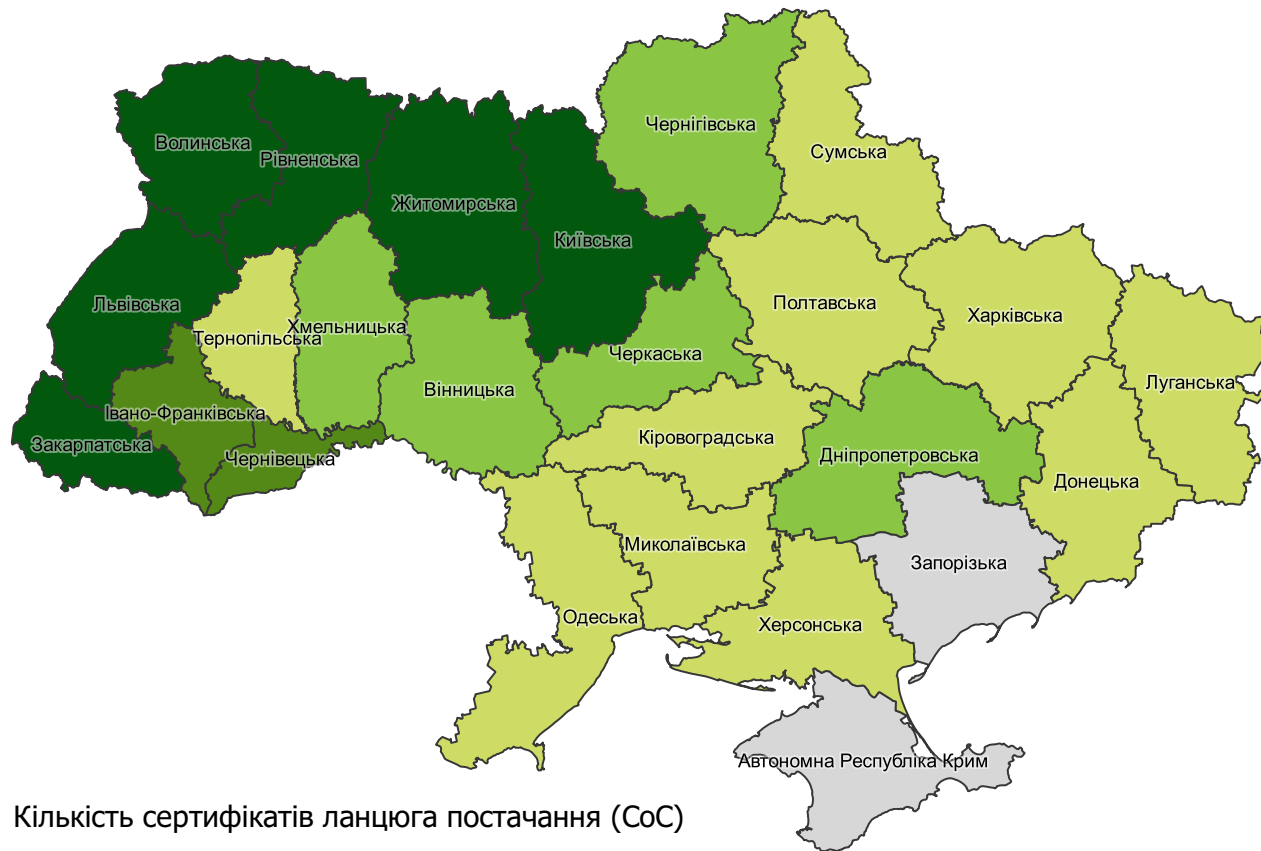 Чернігівська
Волинська
Сумська
Рівненська
Житомирська
Київська
Львівська
Полтавська
Харківська
Тернопільська
Хмельницька
Черкаська
Луганська
Вінницька
Івано-Франківська
Кіровоградська
Закарпатська
Чернівецька
Дніпропетровська
Донецька
Миколаївська
Запорізька
Одеська
Херсонська
Автономна Республіка Крим
Кількість сертифікатів ланцюга постачання (CoC)